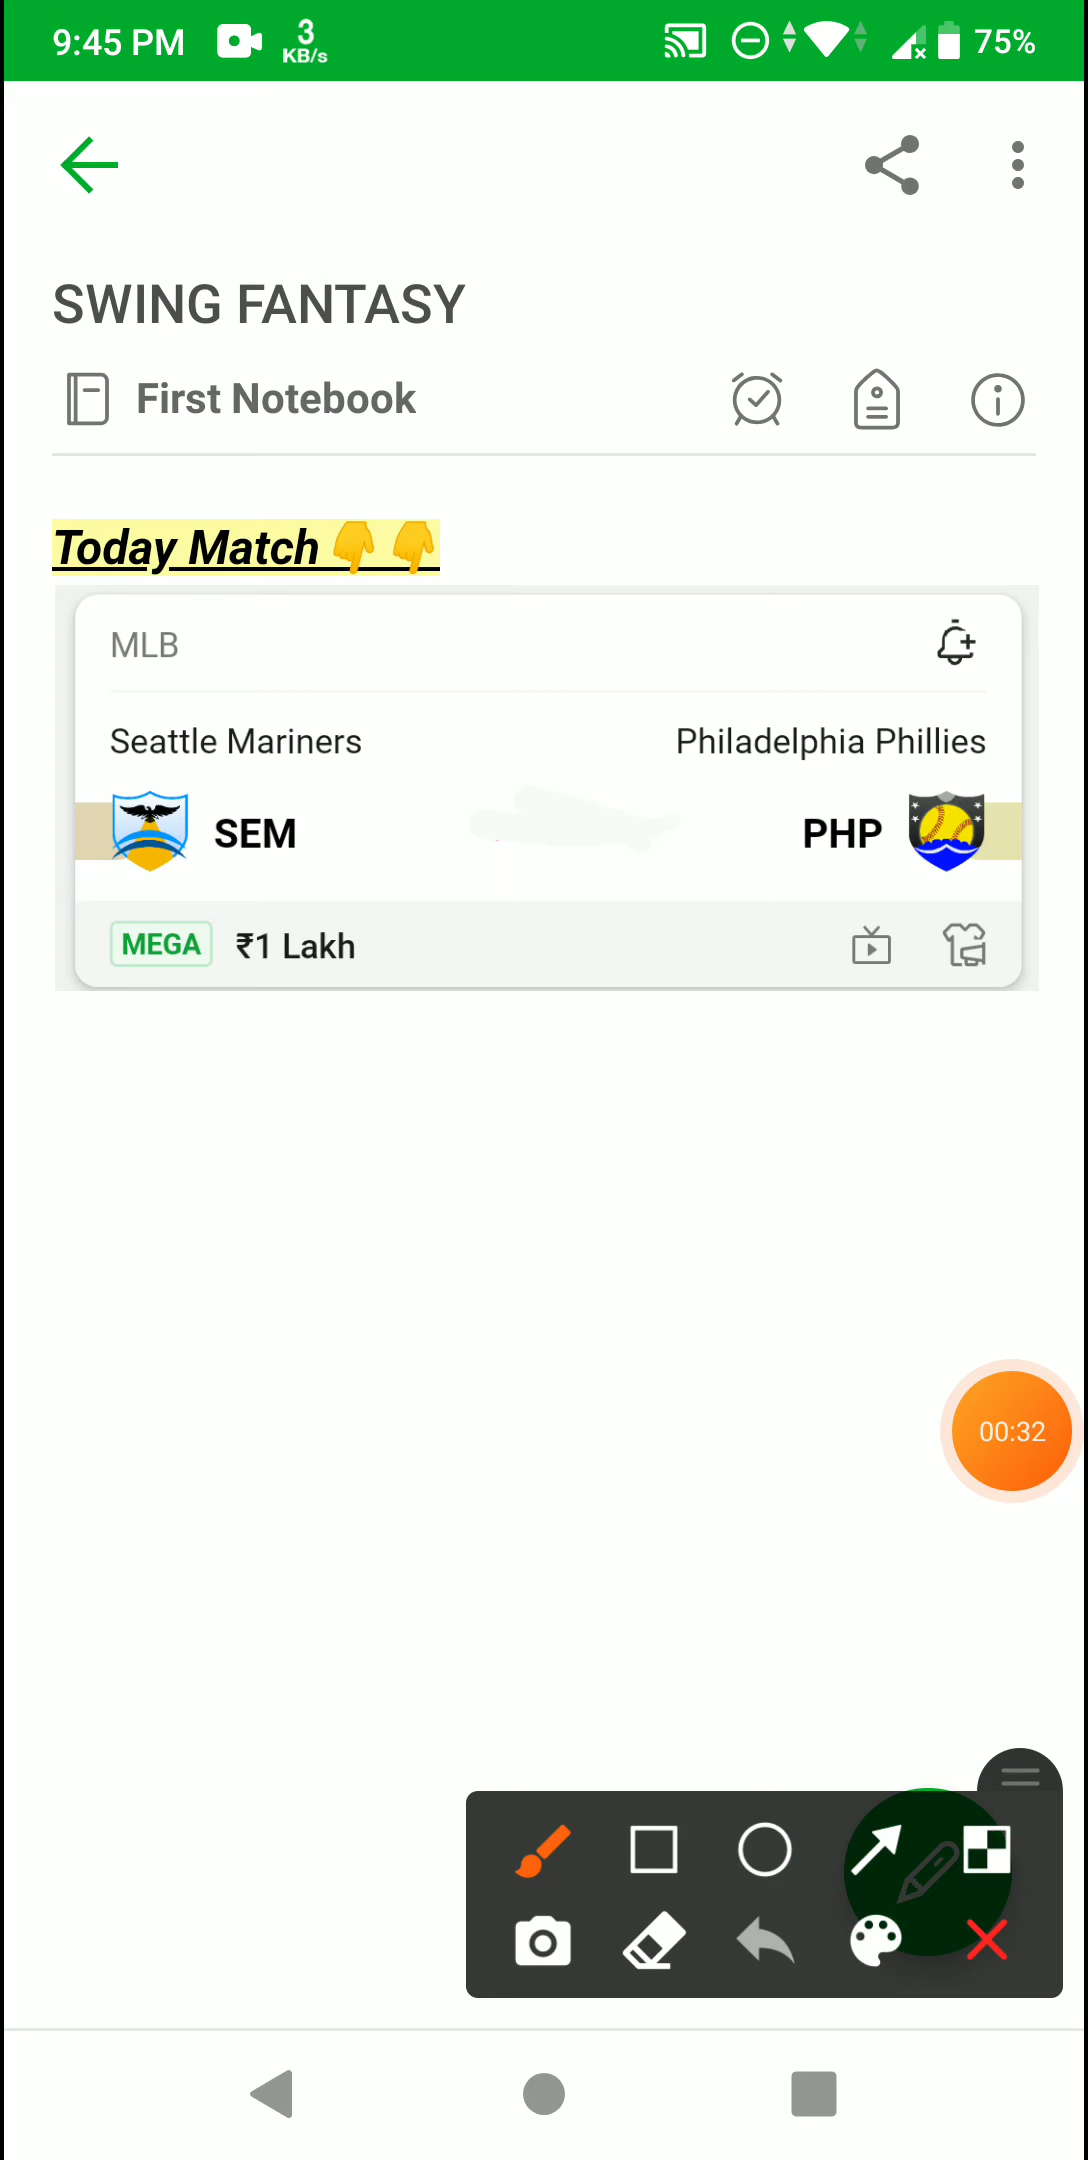 9:45 PM 3 KB/s 75%
SWING FANTASY
First Notebook
Today Match👇👇
MLB
Seattle Mariners Philadelphia Phillies
SEM PHP
MEGA ₹1 Lakh
00:32